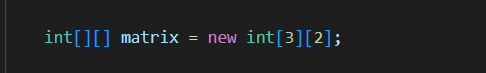 int[][] matrix = new int[3][2];